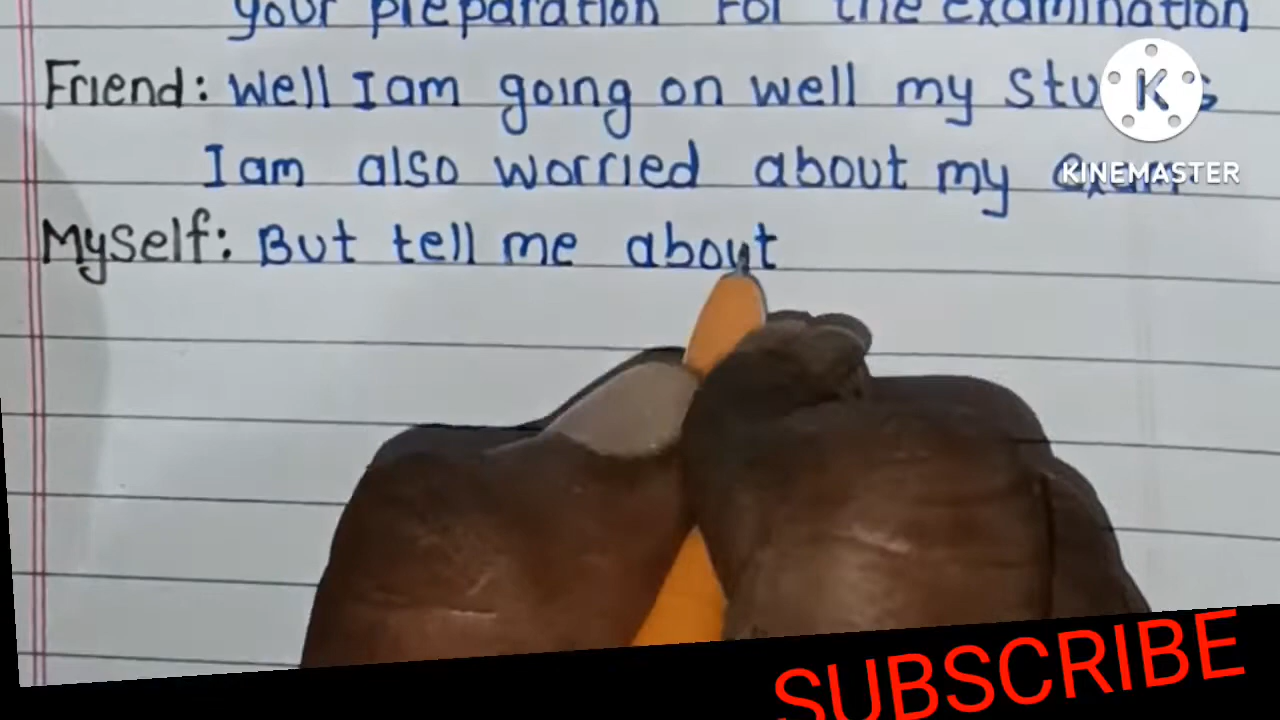 your preparation for the examination
Friend: Well I am going on well my
K
I am also worried about my exam
KINEMASTER
Myself: But tell me about
SUBSCRIBE